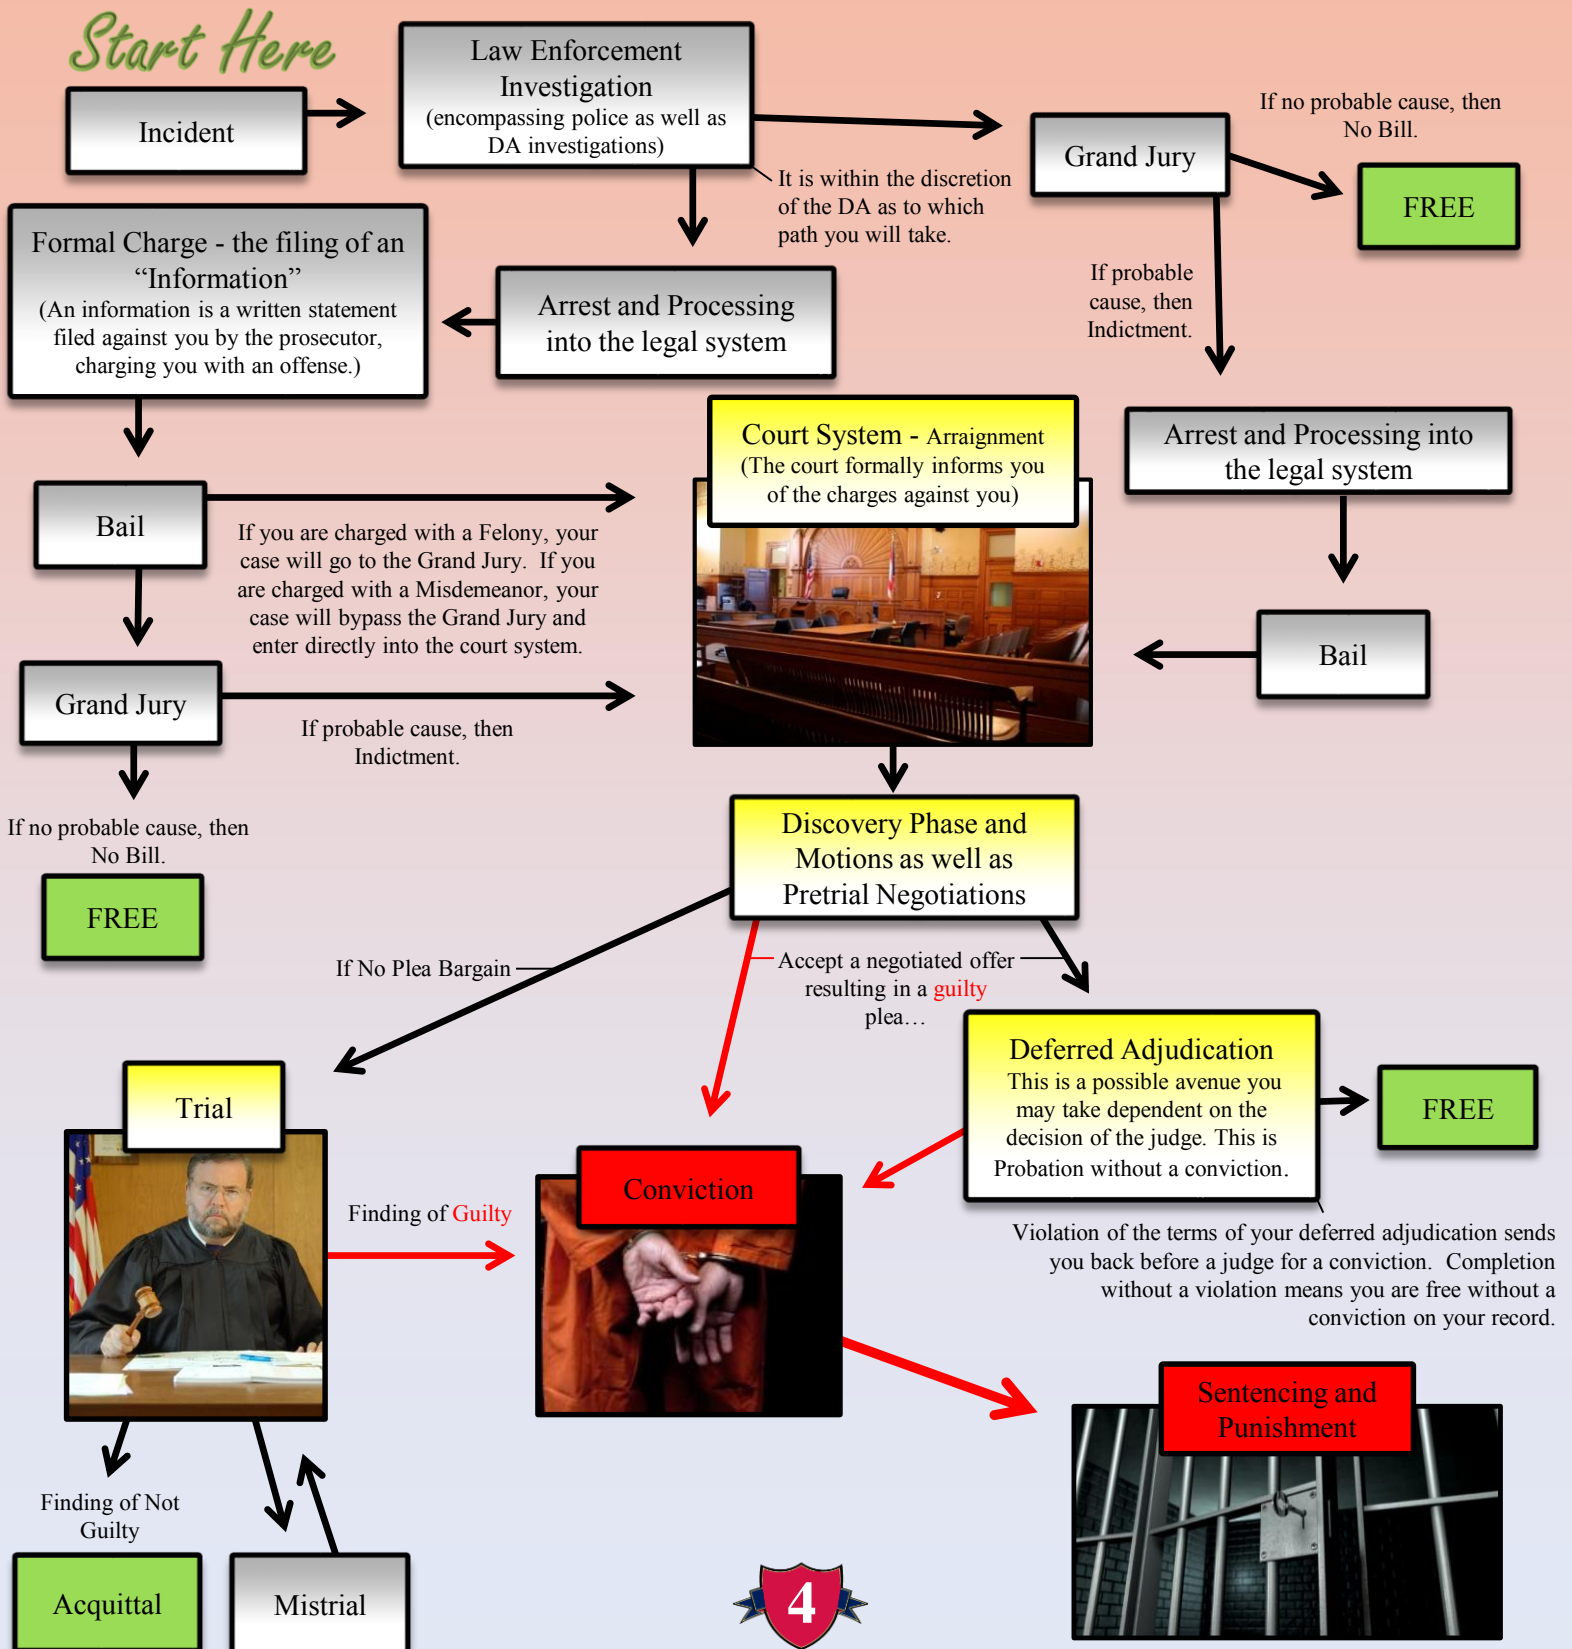 Start Here
Incident
Law Enforcement
Investigation
(encompassing police as well as
DA investigations)
It is within the discretion
of the DA as to which
path you will take.
Grand Jury
If no probable cause, then
No Bill.
FREE
If probable
cause, then
Indictment.
Formal Charge - the filing of an
“Information”
(An information is a written statement
filed against you by the prosecutor,
charging you with an offense.)
Arrest and Processing
into the legal system
Court System - Arraignment
(The court formally informs you
of the charges against you)
Arrest and Processing into
the legal system
Bail
If you are charged with a Felony, your
case will go to the Grand Jury.  If you
are charged with a Misdemeanor, your
case will bypass the Grand Jury and
enter directly into the court system.
Bail
Grand Jury
If probable cause, then
Indictment.
If no probable cause, then
No Bill.
FREE
Discovery Phase and
Motions as well as
Pretrial Negotiations
If No Plea Bargain
Accept a negotiated offer
resulting in a guilty
plea…
Deferred Adjudication
This is a possible avenue you
may take dependent on the
decision of the judge. This is
Probation without a conviction.
FREE
Trial
Finding of Guilty
Conviction
Violation of the terms of your deferred adjudication sends
you back before a judge for a conviction.  Completion
without a violation means you are free without a
conviction on your record.
Sentencing and
Punishment
Finding of Not
Guilty
Acquittal
Mistrial
4